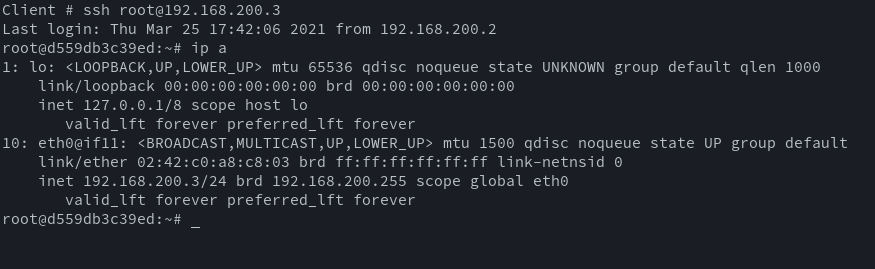 Client # ssh root@192.168.200.3
Last login: Thu Mar 25 17:42:06 2021 from 192.168.200.2
root@d559db3c39ed:~# ip a
1: lo: <LOOPBACK,UP,LOWER_UP> mtu 65536 qdisc noqueue state UNKNOWN group default qlen 1000
    link/loopback 00:00:00:00:00:00 brd 00:00:00:00:00:00
    inet 127.0.0.1/8 scope host lo
       valid_lft forever preferred_lft forever
10: eth0@if11: <BROADCAST,MULTICAST,UP,LOWER_UP> mtu 1500 qdisc noqueue state UP group default
    link/ether 02:42:c0:a8:c8:03 brd ff:ff:ff:ff:ff:ff link-netnsid 0
    inet 192.168.200.3/24 brd 192.168.200.255 scope global eth0
       valid_lft forever preferred_lft forever
root@d559db3c39ed:~# _